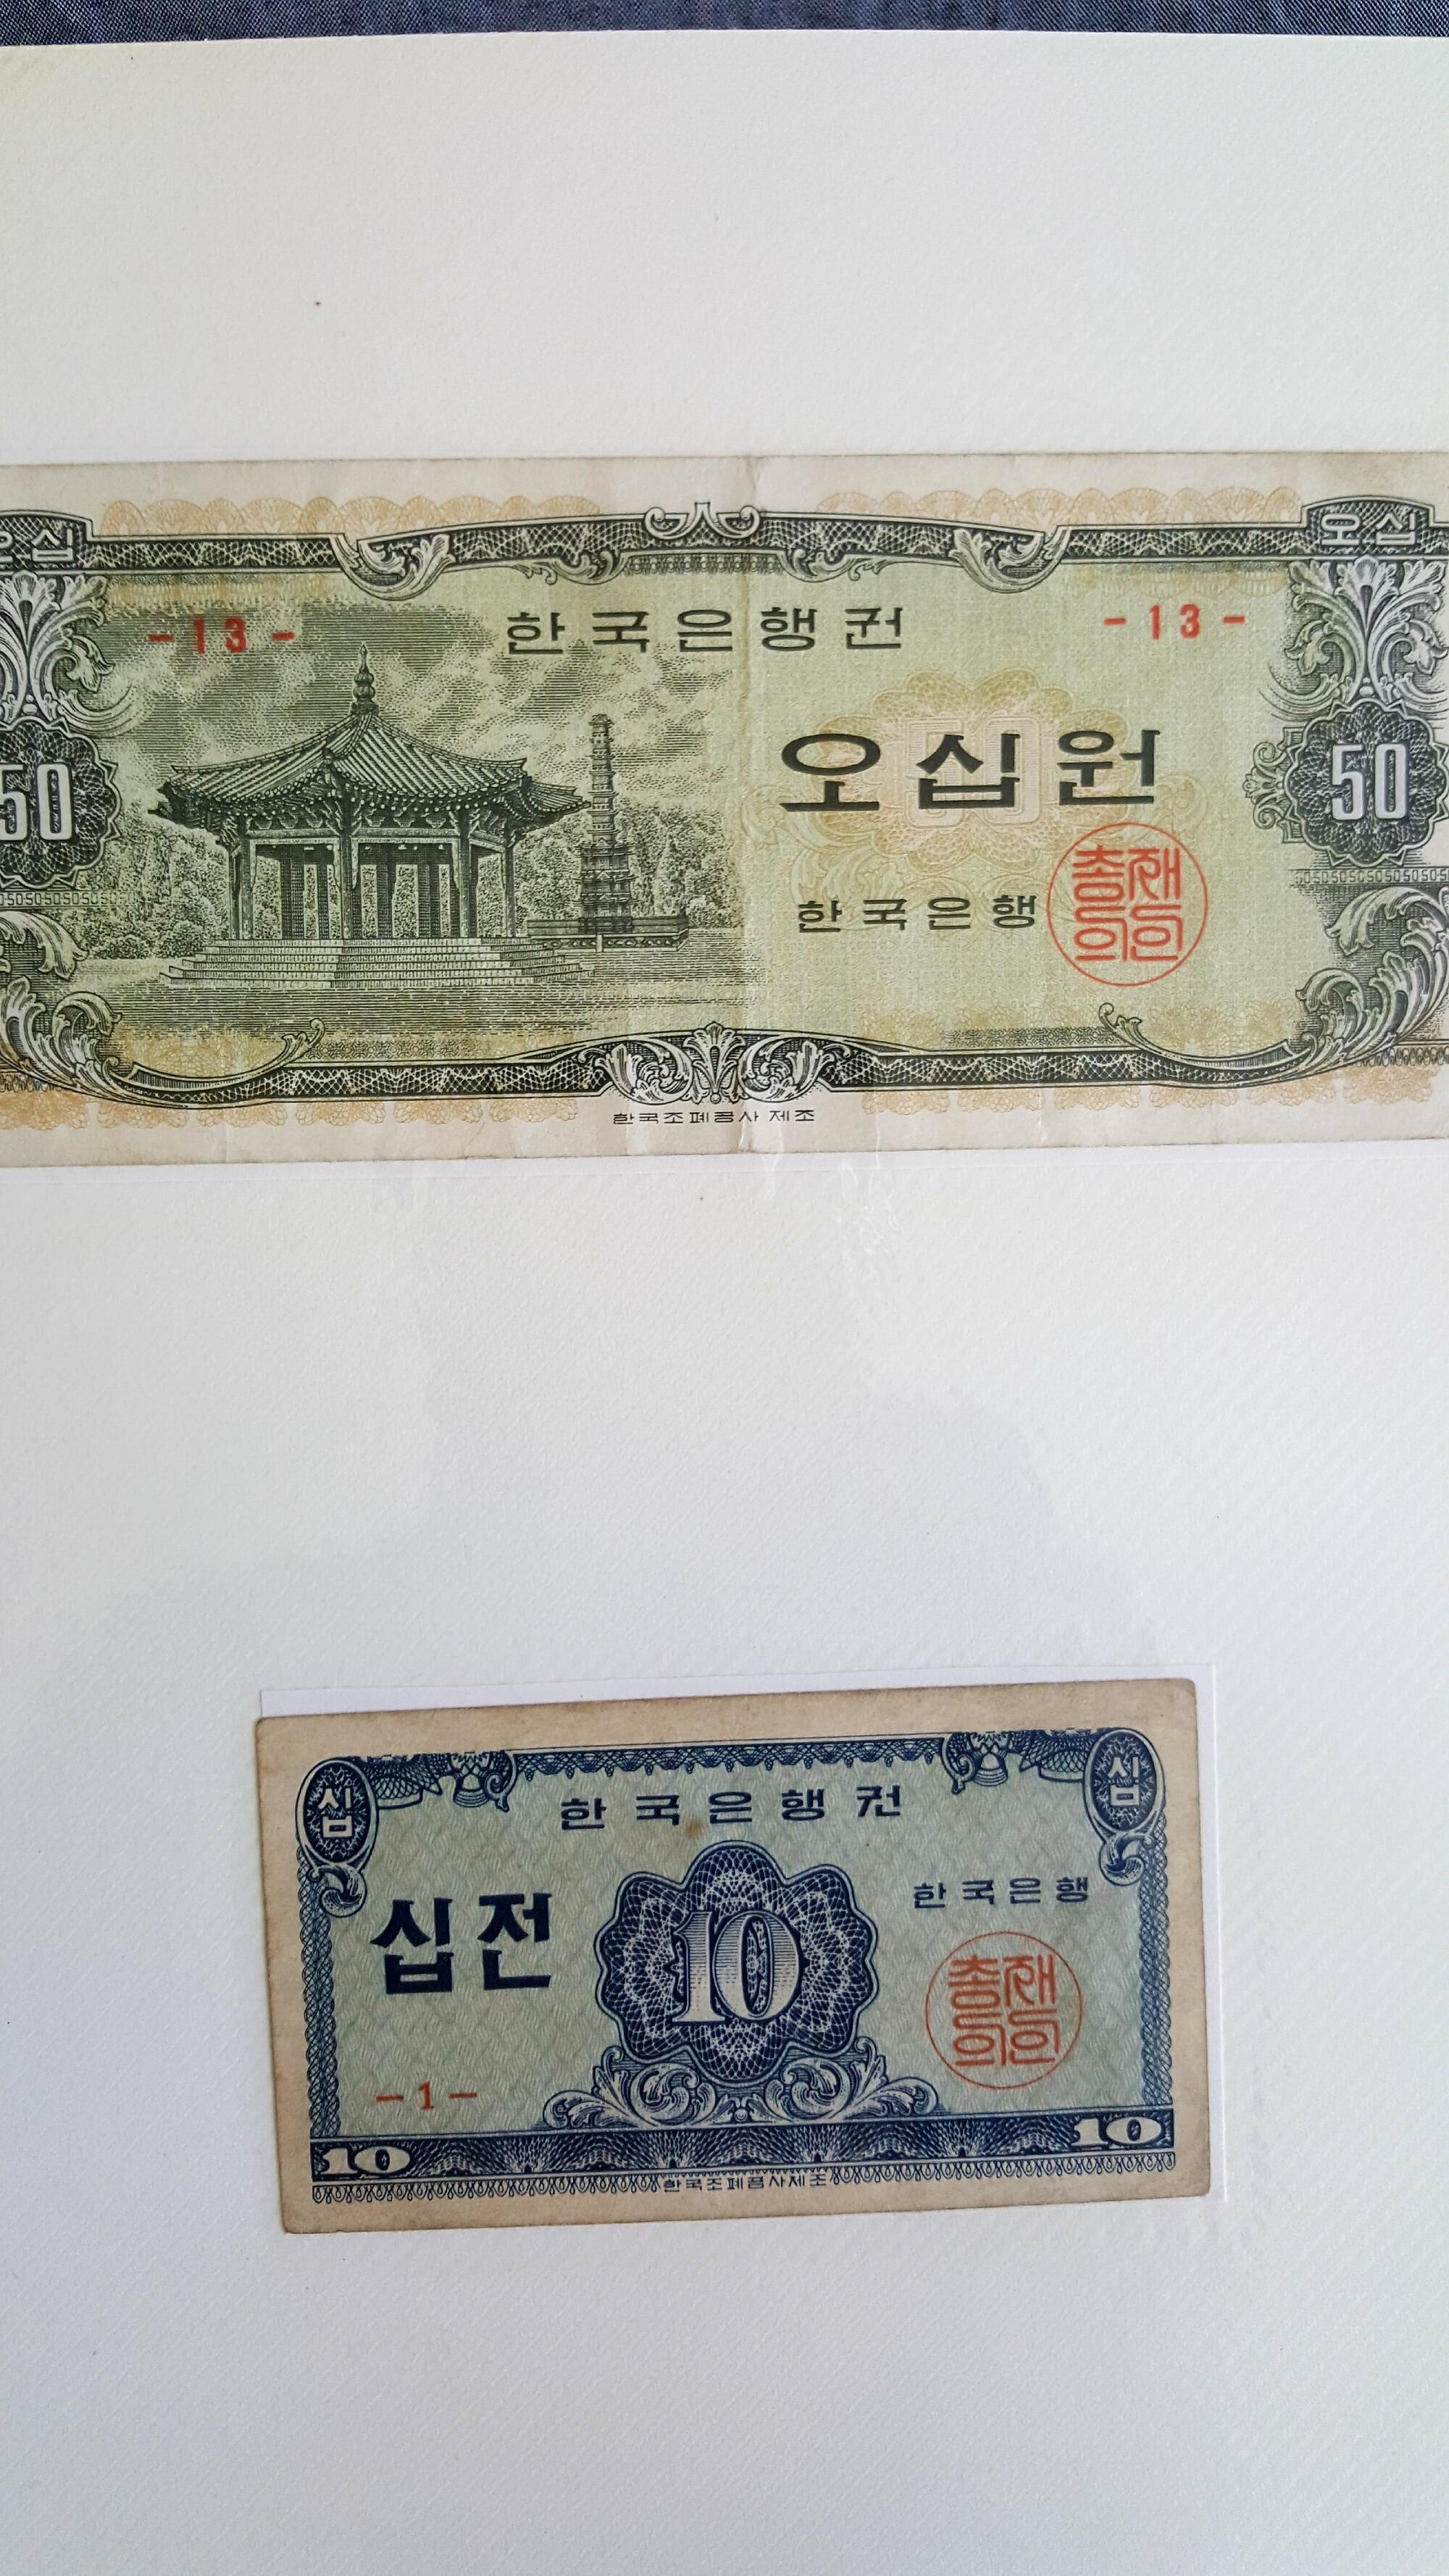 오십 오십
-13- 한국은행권 -13-
50 오십원 50
한국은행
총재의인
한국조폐공사 제조
십 한국은행권 십
한국은행
십전 10
총재의인
-1-
10 10
한국조폐공사제조